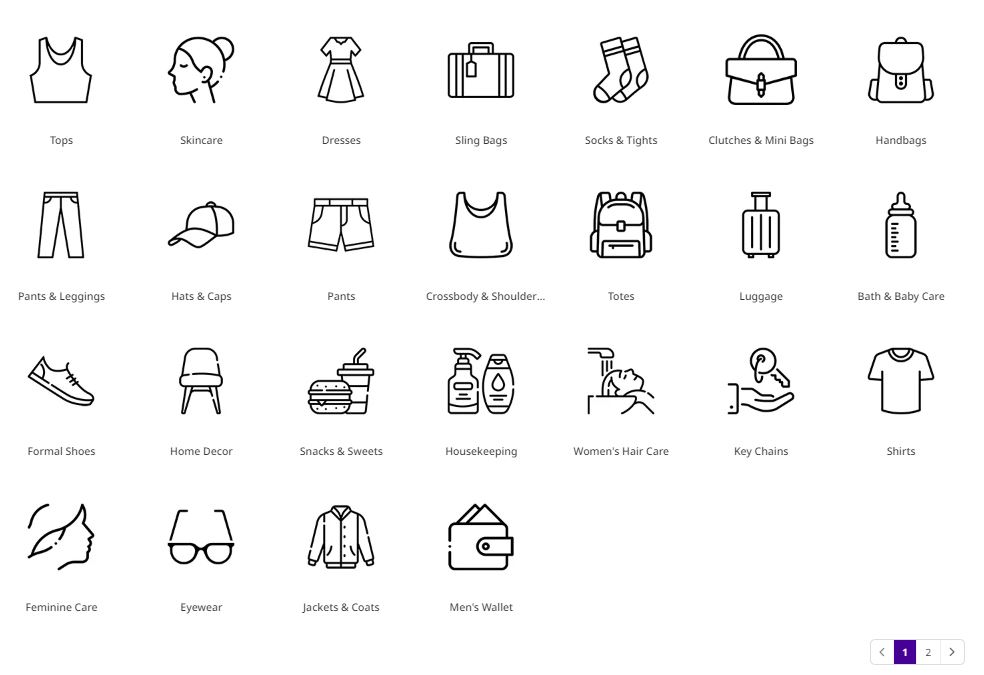 Tops
Skincare
Dresses
Sling Bags
Socks & Tights
Clutches & Mini Bags
Handbags
Pants & Leggings
Hats & Caps
Pants
Crossbody & Shoulder...
Totes
Luggage
Bath & Baby Care
Formal Shoes
Home Decor
Snacks & Sweets
Housekeeping
Women's Hair Care
Key Chains
Shirts
Feminine Care
Eyewear
Jackets & Coats
Men's Wallet
1 2